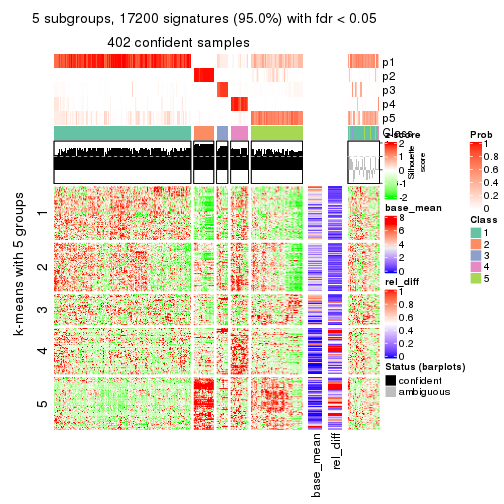 5 subgroups, 17200 signatures (95.0%) with fdr < 0.05
402 confident samples
p1
p2
p3
p4
p5
Class
Silhouette
score
k-means with 5 groups
1
2
3
4
5
base_mean
rel_diff
z-score
2
1
0
-1
-2
base_mean
8
6
4
2
0
rel_diff
1
0.8
0.6
0.4
0.2
0
Status (barplots)
confident
ambiguous
Prob
1
0.8
0.6
0.4
0.2
0
Class
1
2
3
4
5